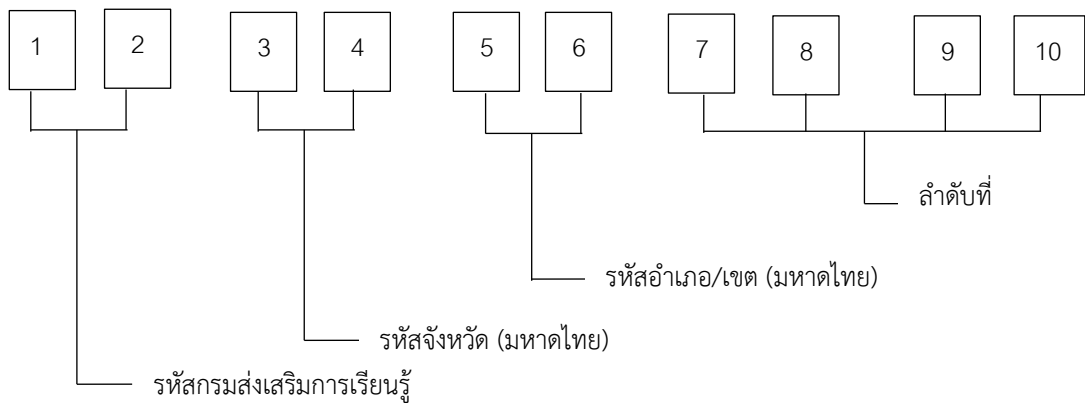 1 2 3 4 5 6 7 8 9 10
ลำดับที่
รหัสอำเภอ/เขต (มหาดไทย)
รหัสจังหวัด (มหาดไทย)
รหัสกรมส่งเสริมการเรียนรู้